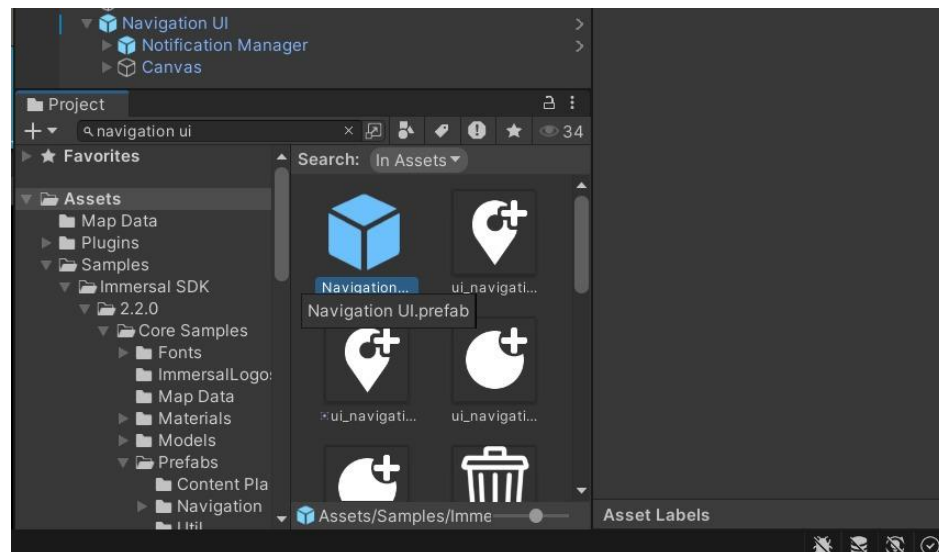 Navigation UI
Notification Manager
Canvas
Project
navigation ui
34
Favorites
Search: In Assets
Assets
Map Data
Plugins
Samples
Immersal SDK
2.2.0
Core Samples
Fonts
ImmersalLogo
Map Data
Materials
Models
Prefabs
Content Pla
Navigation
Util
Navigation...
ui_navigati...
Navigation UI.prefab
ui_navigati...
ui_navigati...
Assets/Samples/Imme
Asset Labels